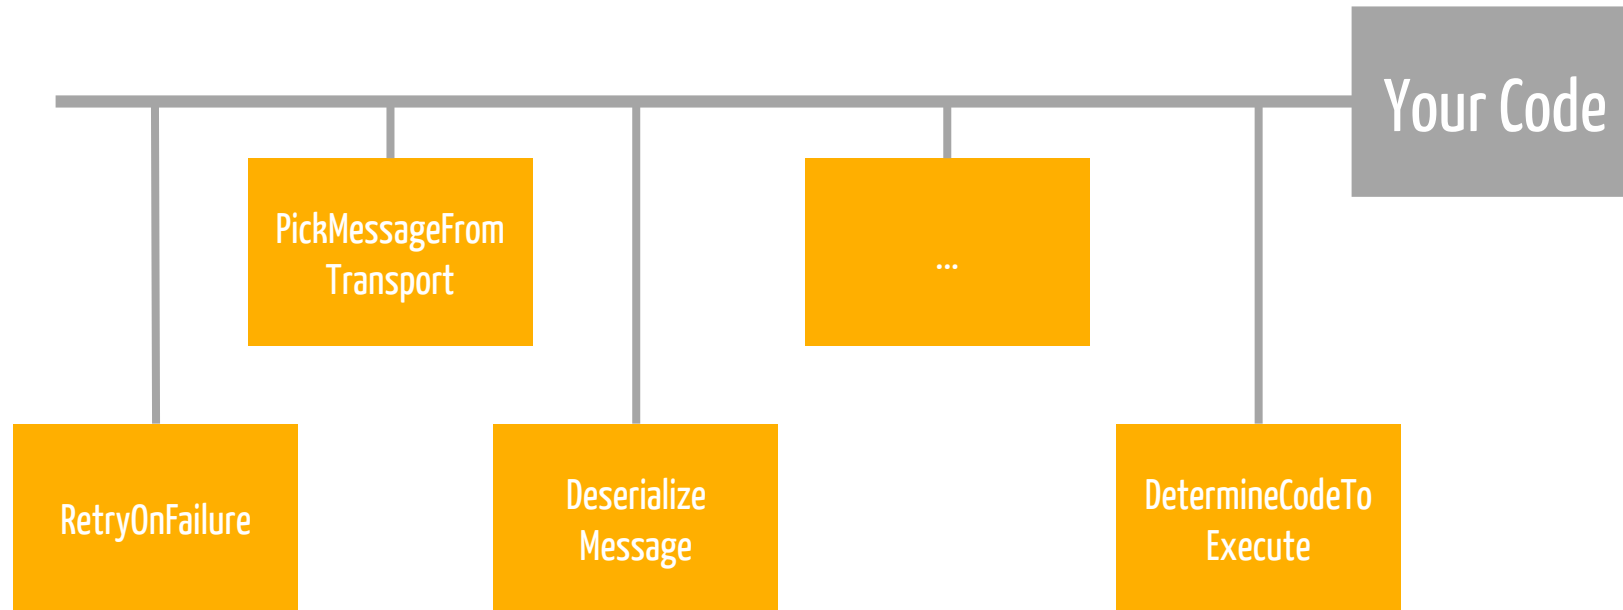 Your Code
PickMessageFrom
Transport
...
RetryOnFailure
Deserialize
Message
DetermineCodeTo
Execute